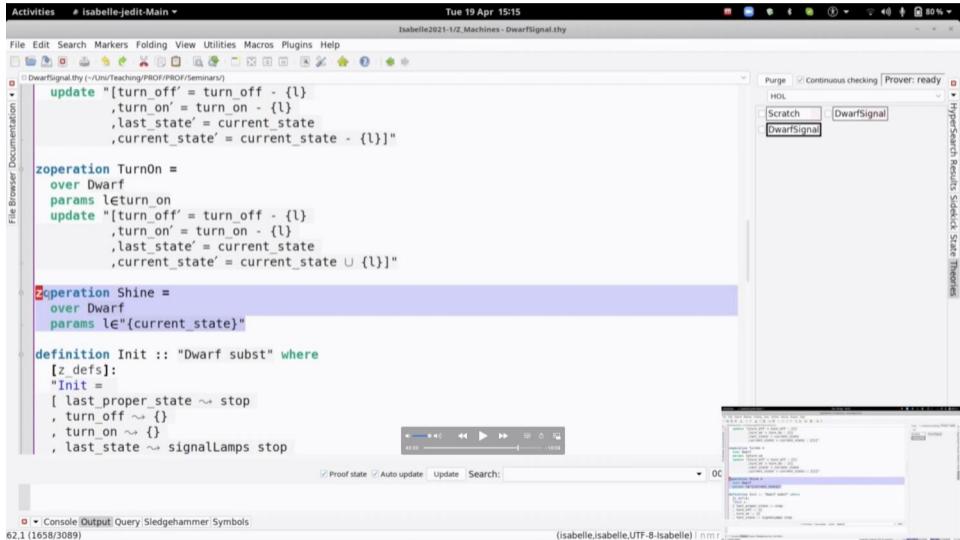 Activities
isabelle-jedit-Main
Tue 19 Apr 15:15
80 %
Isabelle2021-1/Z_Machines - DwarfSignal.thy
File Edit Search Markers Folding View Utilities Macros Plugins Help
DwarfSignal.thy (~/Uni/Teaching/PROF/PROF/Seminars/)
update "[turn_off′ = turn_off - {l}
,turn_on′ = turn_on - {l}
,last_state′ = current_state
,current_state′ = current_state - {l}]"
zoperation TurnOn =
over Dwarf
params l∈turn_on
update "[turn_off′ = turn_off - {l}
,turn_on′ = turn_on - {l}
,last_state′ = current_state
,current_state′ = current_state ∪ {l}]"
zoperation Shine =
over Dwarf
params l∈"{current_state}"
definition Init :: "Dwarf subst" where
[z_defs]:
"Init =
[ last_proper_state ↝ stop
, turn_off ↝ {}
, turn_on ↝ {}
, last_state ↝ signalLamps stop
Purge
Continuous checking
Prover: ready
HOL
Scratch
DwarfSignal
DwarfSignal
File Browser
Documentation
HyperSearch Results
Sidekick
State
Theories
Proof state
Auto update
Update
Search:
Console
Output
Query
Sledgehammer
Symbols
62,1 (1658/3089)
(isabelle,isabelle,UTF-8-Isabelle)